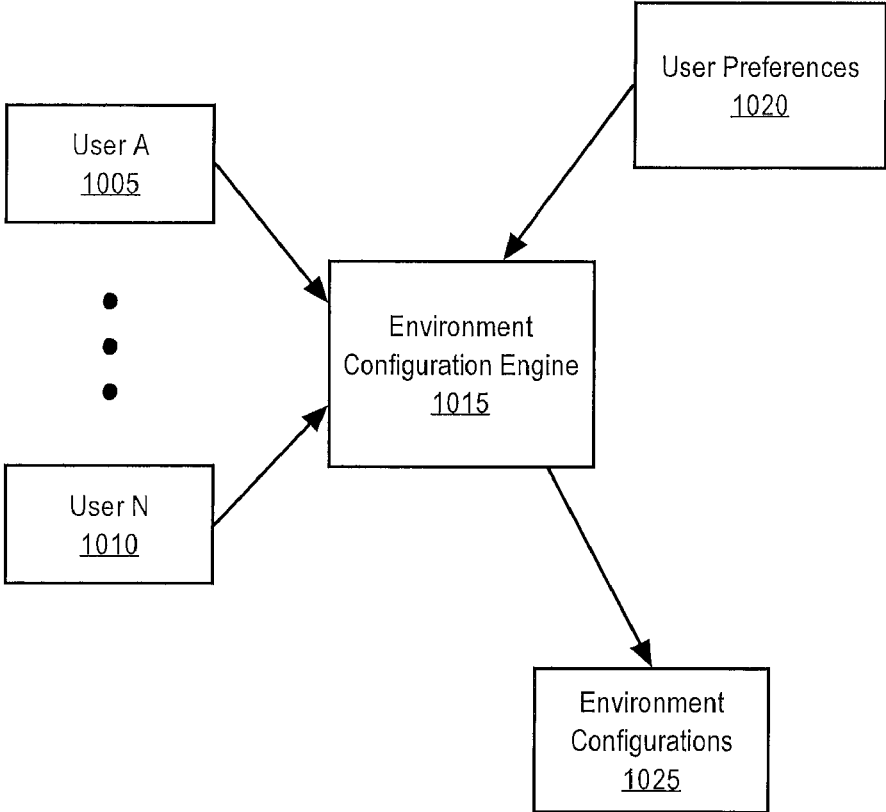 User Preferences
1020
User A
1005
Environment
Configuration Engine
1015
User N
1010
Environment
Configurations
1025